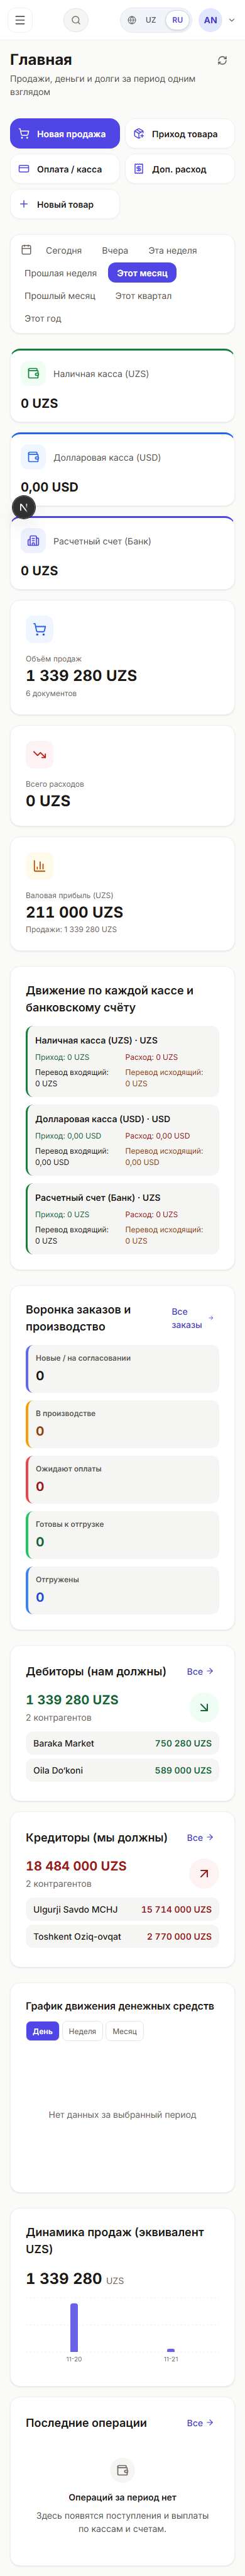 UZ
RU
AN
Главная
Продажи, деньги и долги за период одним
взглядом
Новая продажа
Приход товара
Оплата / касса
Доп. расход
Новый товар
Сегодня
Вчера
Эта неделя
Прошлая неделя
Этот месяц
Прошлый месяц
Этот квартал
Этот год
Наличная касса (UZS)
0 UZS
Долларовая касса (USD)
0,00 USD
N
Расчетный счет (Банк)
0 UZS
Объём продаж
1 339 280 UZS
6 документов
Всего расходов
0 UZS
Валовая прибыль (UZS)
211 000 UZS
Продажи: 1 339 280 UZS
Движение по каждой кассе и
банковскому счёту
Наличная касса (UZS) · UZS
Приход: 0 UZS
Расход: 0 UZS
Перевод входящий:
0 UZS
Перевод исходящий:
0 UZS
Долларовая касса (USD) · USD
Приход: 0,00 USD
Расход: 0,00 USD
Перевод входящий:
0,00 USD
Перевод исходящий:
0,00 USD
Расчетный счет (Банк) · UZS
Приход: 0 UZS
Расход: 0 UZS
Перевод входящий:
0 UZS
Перевод исходящий:
0 UZS
Воронка заказов и
производство
Все
заказы
Новые / на согласовании
0
В производстве
0
Ожидают оплаты
0
Готовы к отгрузке
0
Отгружены
0
Дебиторы (нам должны)
Все
1 339 280 UZS
2 контрагентов
Baraka Market
750 280 UZS
Oila Do'koni
589 000 UZS
Кредиторы (мы должны)
Все
18 484 000 UZS
2 контрагентов
Ulgurji Savdo MCHJ
15 714 000 UZS
Toshkent Oziq-ovqat
2 770 000 UZS
График движения денежных средств
День
Неделя
Месяц
Нет данных за выбранный период
Динамика продаж (эквивалент
UZS)
1 339 280 UZS
11-20
11-21
Последние операции
Все
Операций за период нет
Здесь появятся поступления и выплаты
по кассам и счетам.